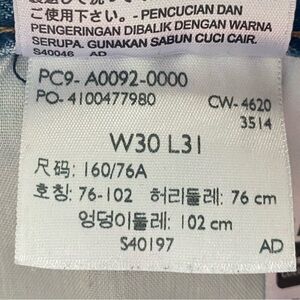 ご使用下さい。- PENCUCIAN DAN
PENGERINGAN DIBALIK DENGAN WARNA
SERUPA. GUNAKAN SABUN CUCI CAIR.
S40046 AD
PC9- A0092-0000
PO- 4100477980 CW- 4620
3514
W30 L31
尺码: 160/76A
호칭: 76-102 허리둘레: 76 cm
엉덩이둘레: 102 cm
S40197 AD